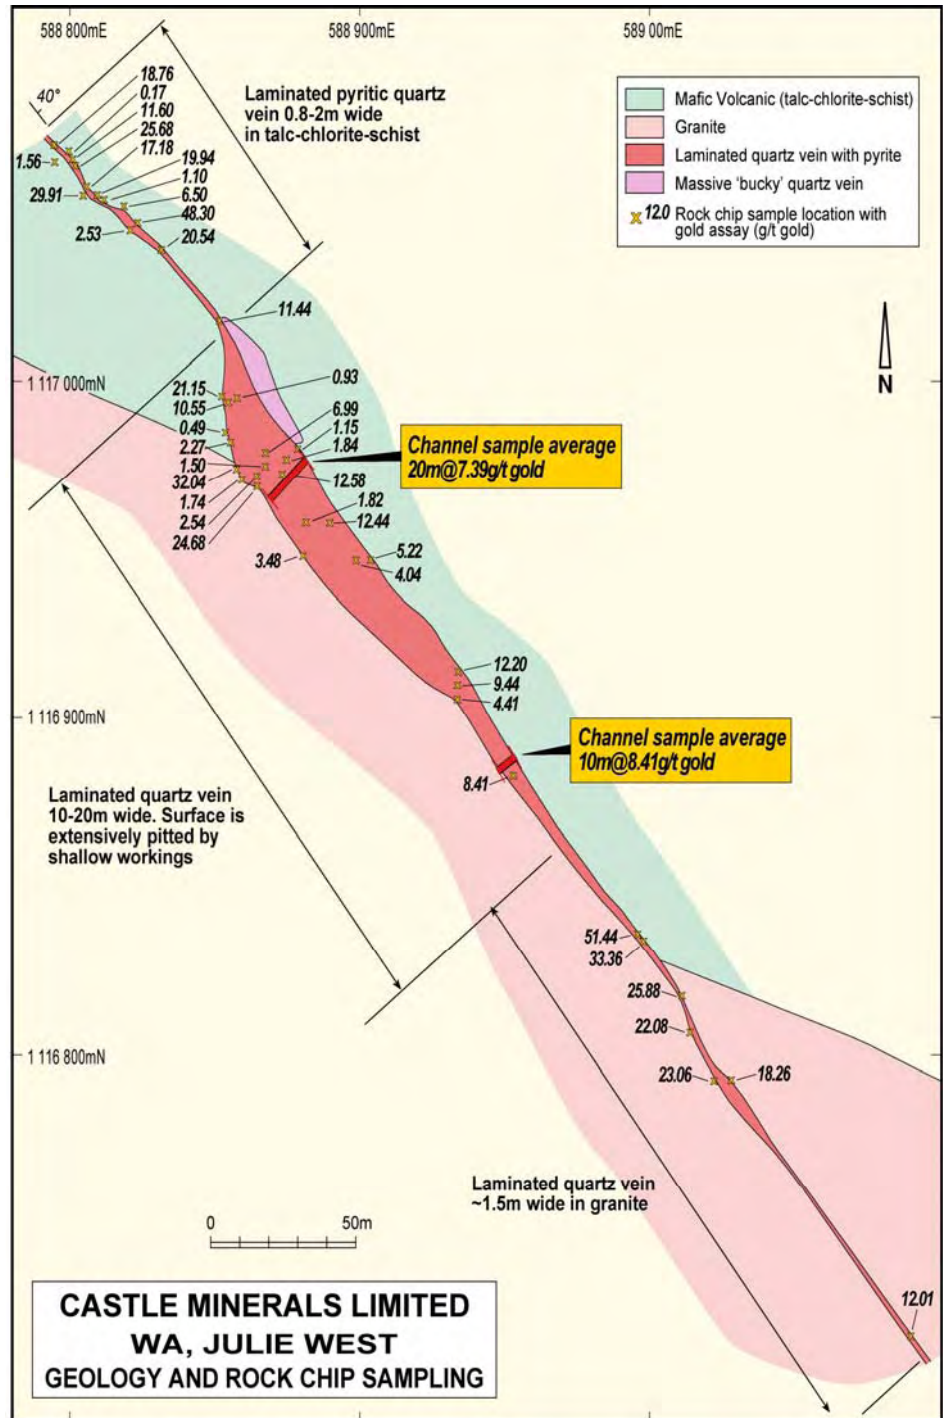 588 800mE
588 900mE
589 00mE
18.76
0.17
11.60
25.68
17.18
19.94
1.10
6.50
48.30
20.54
40°
1.56
29.91
2.53
11.44
Laminated pyritic quartz
vein 0.8-2m wide
in talc-chlorite-schist
Mafic Volcanic (talc-chlorite-schist)
Granite
Laminated quartz vein with pyrite
Massive 'bucky' quartz vein
12.0 Rock chip sample location with
gold assay (g/t gold)
N
1 117 000mN
21.15
10.55
0.49
2.27
1.50
32.04
1.74
2.54
24.68
3.48
0.93
6.99
1.15
1.84
12.58
1.82
12.44
5.22
4.04
Channel sample average
20m@7.39g/t gold
12.20
9.44
4.41
1 116 900mN
Channel sample average
10m@8.41g/t gold
8.41
Laminated quartz vein
10-20m wide. Surface is
extensively pitted by
shallow workings
51.44
33.36
25.88
22.08
23.06
18.26
1 116 800mN
Laminated quartz vein
~1.5m wide in granite
0 50m
12.01
CASTLE MINERALS LIMITED
WA, JULIE WEST
GEOLOGY AND ROCK CHIP SAMPLING